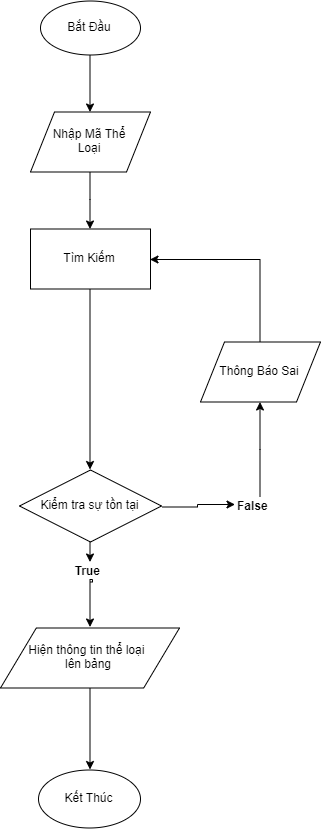 Bắt Đầu
Nhập Mã Thể
Loại
Tìm Kiếm
Thông Báo Sai
Kiểm tra sự tồn tại
False
True
Hiện thông tin thể loại
lên bảng
Kết Thúc